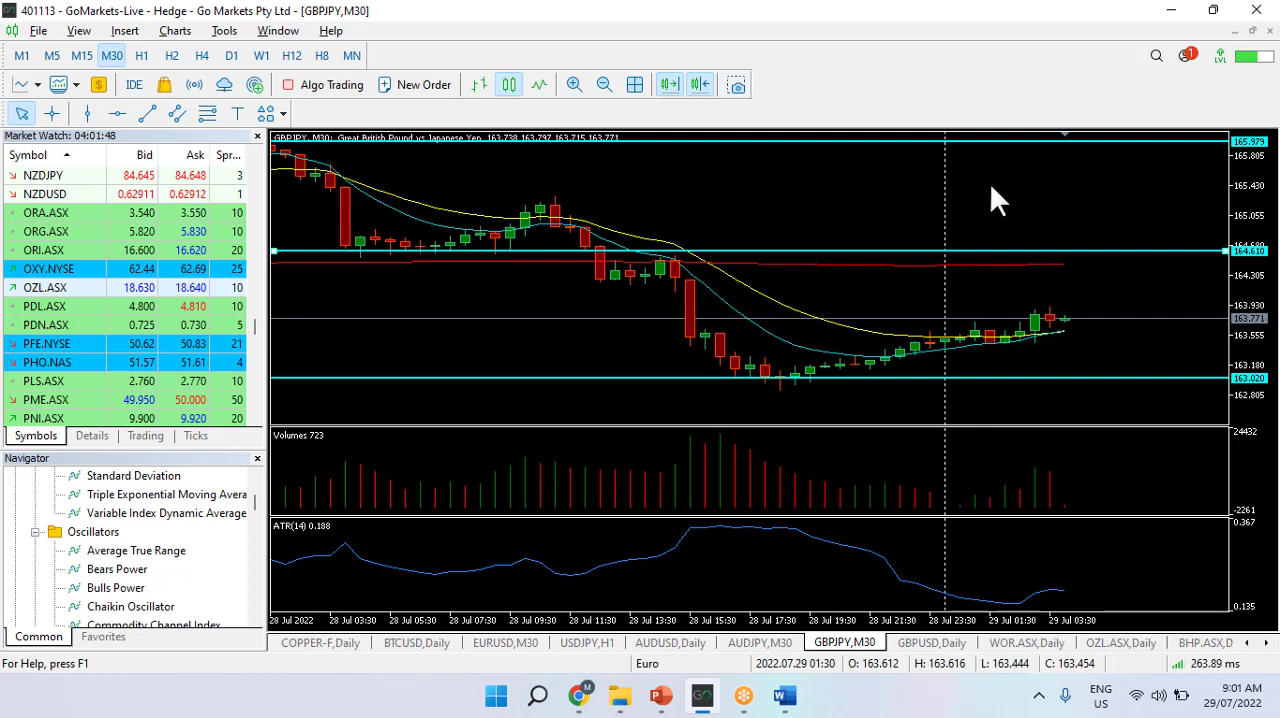 401113 - GoMarkets-Live - Hedge - Go Markets Pty Ltd - [GBPJPY,M30]
File View Insert Charts Tools Window Help
M1 M5 M15 M30 H1 H2 H4 D1 W1 H12 H8 MN
1 LVL
$ IDE Algo Trading New Order
T
Market Watch: 04:01:48
Symbol Bid Ask Spr...
NZDJPY 84.645 84.648 3
NZDUSD 0.62911 0.62912 1
ORA.ASX 3.540 3.550 10
ORG.ASX 5.820 5.830 10
ORI.ASX 16.600 16.620 20
OXY.NYSE 62.44 62.69 25
OZL.ASX 18.630 18.640 10
PDL.ASX 4.800 4.810 10
PDN.ASX 0.725 0.730 5
PFE.NYSE 50.62 50.83 21
PHO.NAS 51.57 51.61 4
PLS.ASX 2.760 2.770 10
PME.ASX 49.950 50.000 50
PNI.ASX 9.900 9.920 20
Symbols Details Trading Ticks
Navigator
Standard Deviation
Triple Exponential Moving Avera
Variable Index Dynamic Average
Oscillators
Average True Range
Bears Power
Bulls Power
Chaikin Oscillator
Commodity Channel Index
Common Favorites
GBPJPY, M30: Great British Pound vs Japanese Yen 163.738 163.797 163.715 163.771
165.979
165.805
165.430
165.055
164.610
164.305
163.930
163.771
163.555
163.180
163.020
162.805
Volumes 723
24432
-2261
ATR(14) 0.188
0.367
0.135
28 Jul 2022 28 Jul 03:30 28 Jul 05:30 28 Jul 07:30 28 Jul 09:30 28 Jul 11:30 28 Jul 13:30 28 Jul 15:30 28 Jul 17:30 28 Jul 19:30 28 Jul 21:30 28 Jul 23:30 29 Jul 01:30 29 Jul 03:30
COPPER-F,Daily BTCUSD,Daily EURUSD,M30 USDJPY,H1 AUDUSD,Daily AUDJPY,M30 GBPJPY,M30 GBPUSD,Daily WOR.ASX,Daily OZL.ASX,Daily BHP.ASX,D
For Help, press F1 Euro 2022.07.29 01:30 O: 163.612 H: 163.616 L: 163.444 C: 163.454 263.89 ms
M GO
ENG
US
9:01 AM
29/07/2022